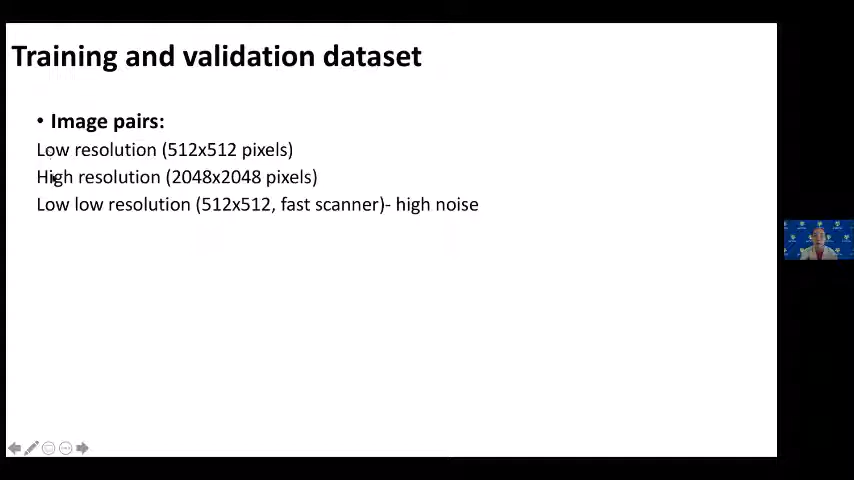 Training and validation dataset
• Image pairs:
Low resolution (512x512 pixels)
High resolution (2048x2048 pixels)
Low low resolution (512x512, fast scanner)- high noise